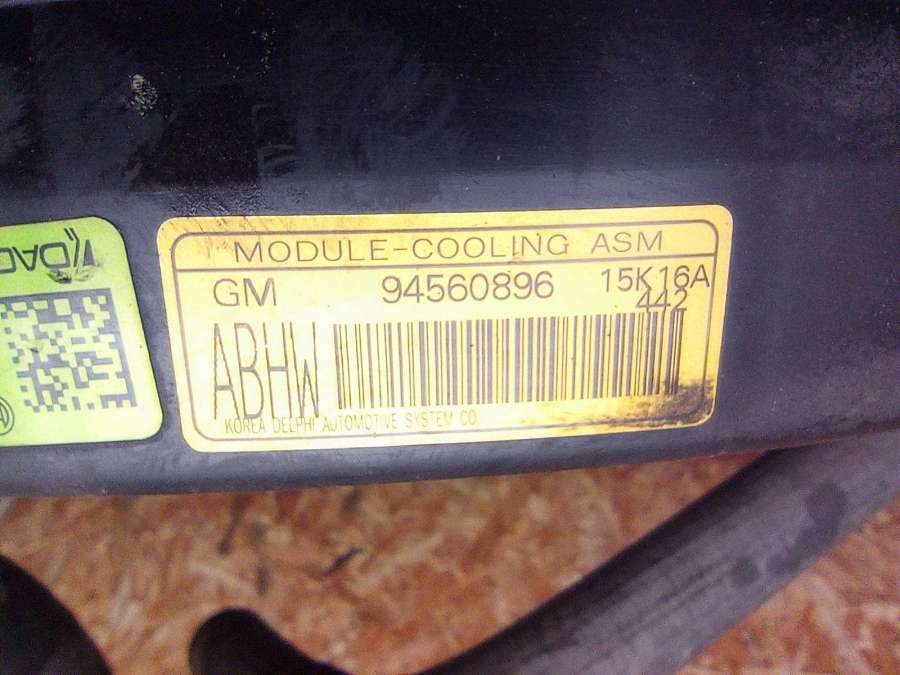 MODULE-COOLING ASM
GM 94560896 15K16A
442
ABHW
KOREA DELPHI AUTOMOTIVE SYSTEM CO